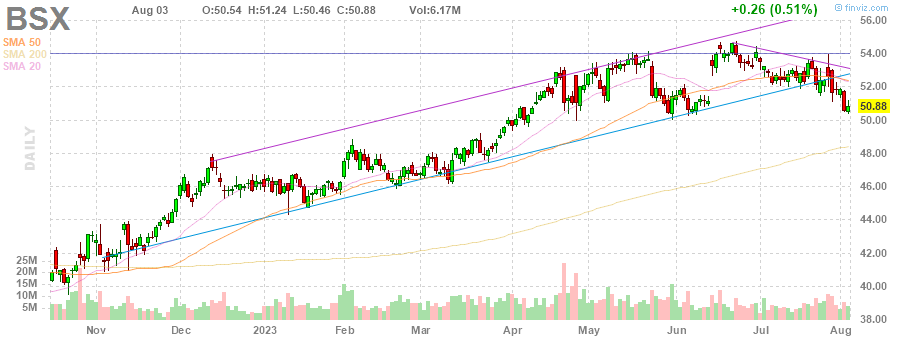 BSX Aug 03 O:50.54 H:51.24 L:50.46 C:50.88 Vol:6.17M +0.26 (0.51%) © finviz.com
SMA 50
SMA 200
SMA 20
DAILY
56.00
54.00
52.00
50.88
50.00
48.00
46.00
44.00
42.00
40.00
38.00
25M
20M
15M
10M
5M
Nov Dec 2023 Feb Mar Apr May Jun Jul Aug